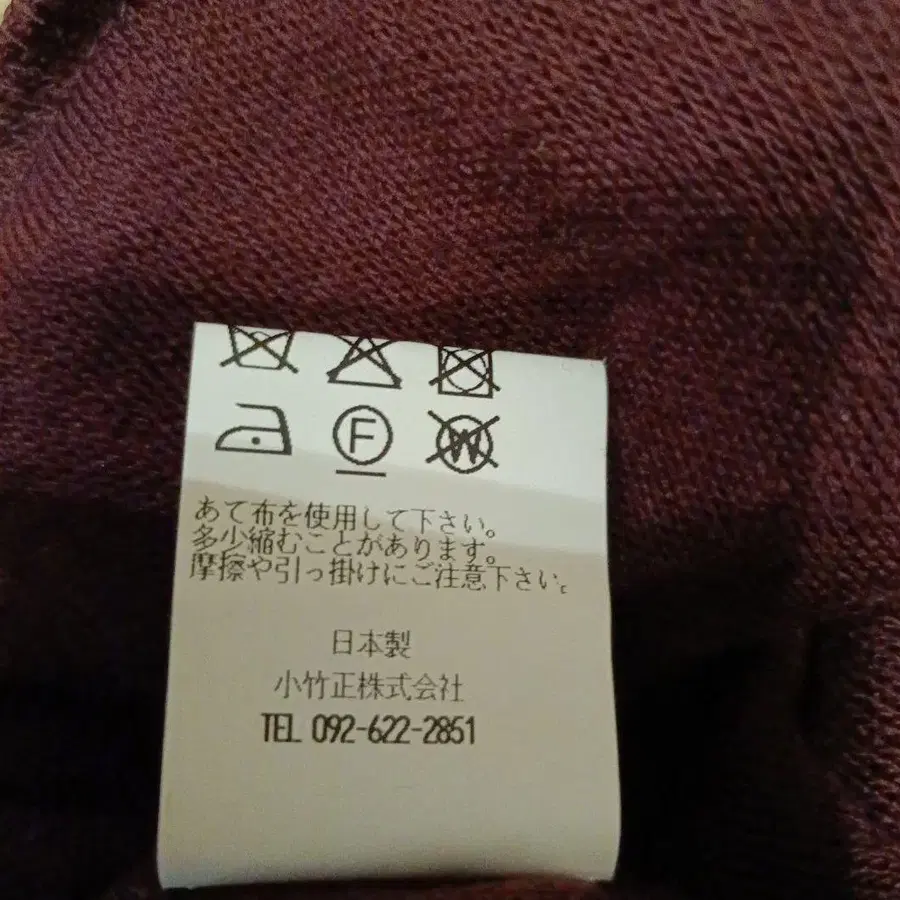 F W
あて布を使用して下さい。
多少縮むことがあります。
摩擦や引っ掛けにご注意下さい。
日本製
小竹正株式会社
TEL 092-622-2851